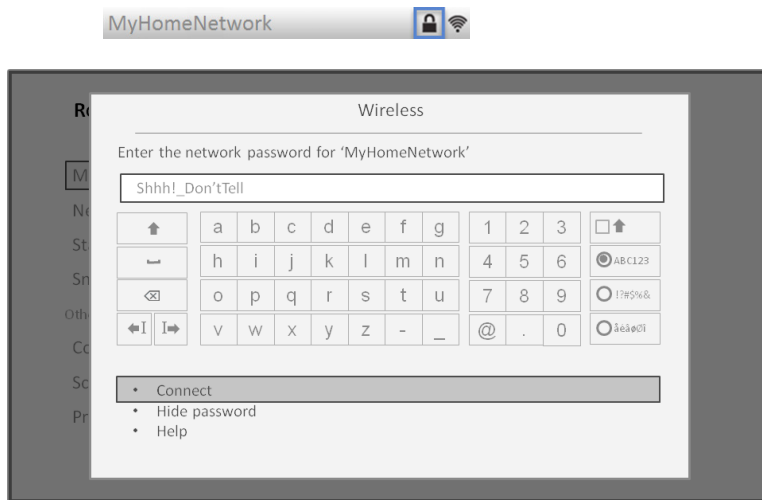 MyHomeNetwork
Wireless
Enter the network password for ‘MyHomeNetwork’
Shhh!_Don’tTell
a b c d e f g 1 2 3
h i j k l m n 4 5 6 ABC123
o p q r s t u 7 8 9 !?#$%&
v w x y z - _ @ . 0
• Connect
• Hide password
• Help